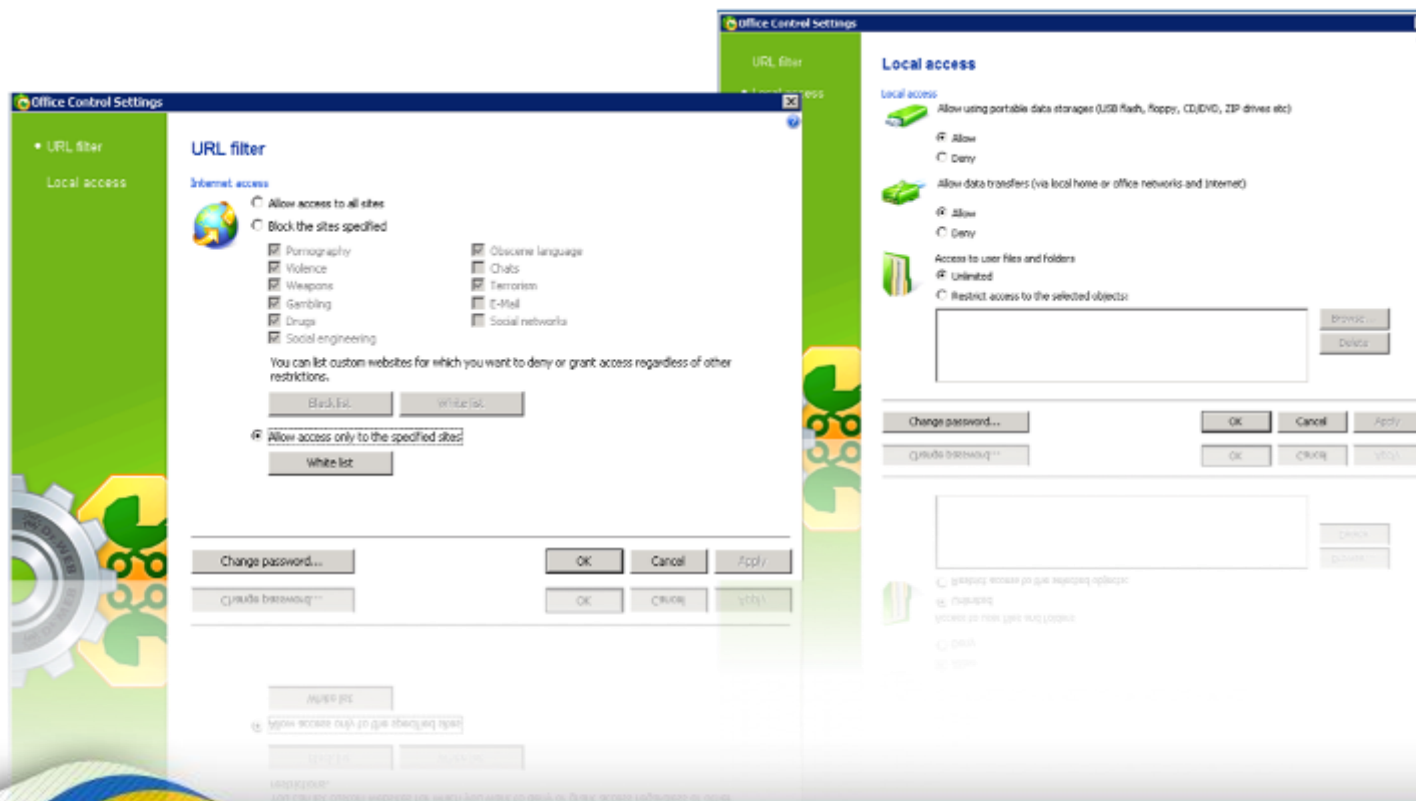 Office Control Settings
URL filter
Local access
URL filter
Internet access
Allow access to all sites
Block the sites specified
Pornography
Obscene language
Violence
Chats
Weapons
Terrorism
Gambling
E-Mail
Drugs
Social networks
Social engineering
You can list custom websites for which you want to deny or grant access regardless of other
restrictions.
Black list
White list
Allow access only to the specified sites
White list
Change password...
OK
Cancel
Apply
Dr.WEB
Office Control Settings
URL filter
Local access
Local access
Local access
Allow using portable data storages (USB flash, floppy, CD/DVD, ZIP drives etc)
Allow
Deny
Allow data transfers (via local home or office networks and Internet)
Allow
Deny
Access to user files and folders
Unlimited
Restrict access to the selected objects:
Browse...
Delete
Change password...
OK
Cancel
Apply